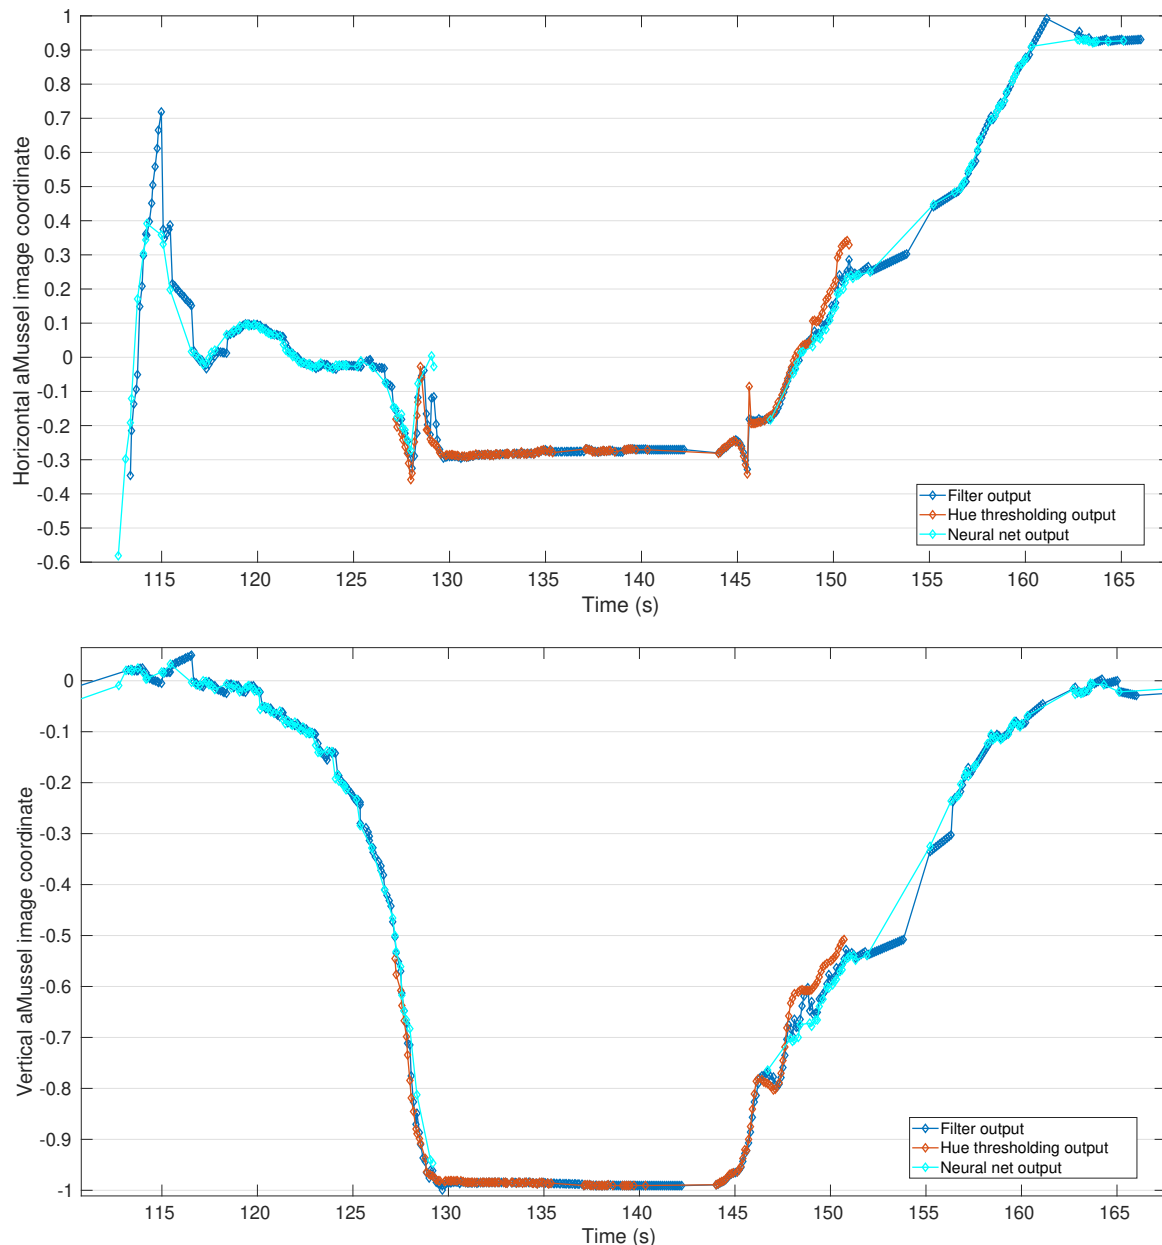 1
0.9
0.8
0.7
0.6
0.5
0.4
0.3
0.2
0.1
0
-0.1
-0.2
-0.3
-0.4
-0.5
-0.6
Horizontal aMussel image coordinate
Filter output
Hue thresholding output
Neural net output
115 120 125 130 135 140 145 150 155 160 165
Time (s)
0
-0.1
-0.2
-0.3
-0.4
-0.5
-0.6
-0.7
-0.8
-0.9
-1
Vertical aMussel image coordinate
Filter output
Hue thresholding output
Neural net output
115 120 125 130 135 140 145 150 155 160 165
Time (s)